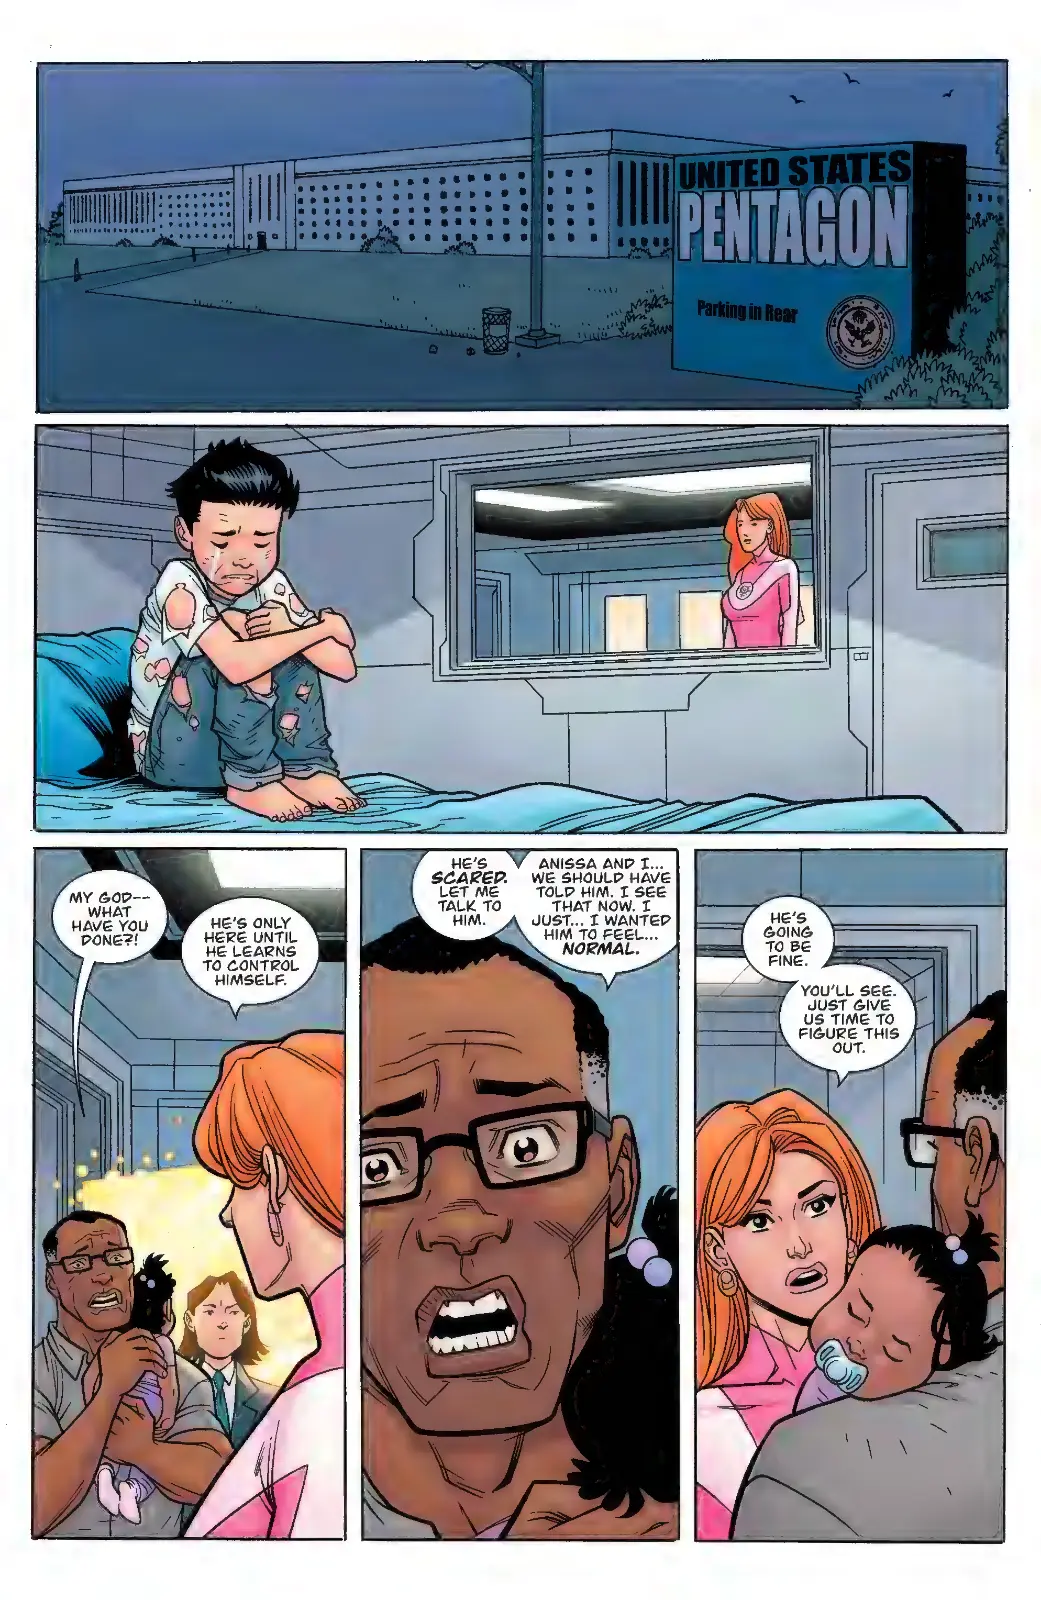 UNITED STATES
PENTAGON
Parking in Rear
MY GOD--
WHAT
HAVE YOU
DONE?!
HE'S ONLY
HERE UNTIL
HE LEARNS
TO CONTROL
HIMSELF.
HE'S
SCARED.
LET ME
TALK TO
HIM.
ANISSA AND I...
WE SHOULD HAVE
TOLD HIM. I SEE
THAT NOW. I
JUST... I WANTED
HIM TO FEEL...
NORMAL.
HE'S
GOING
TO BE
FINE.
YOU'LL SEE.
JUST GIVE
US TIME TO
FIGURE THIS
OUT.